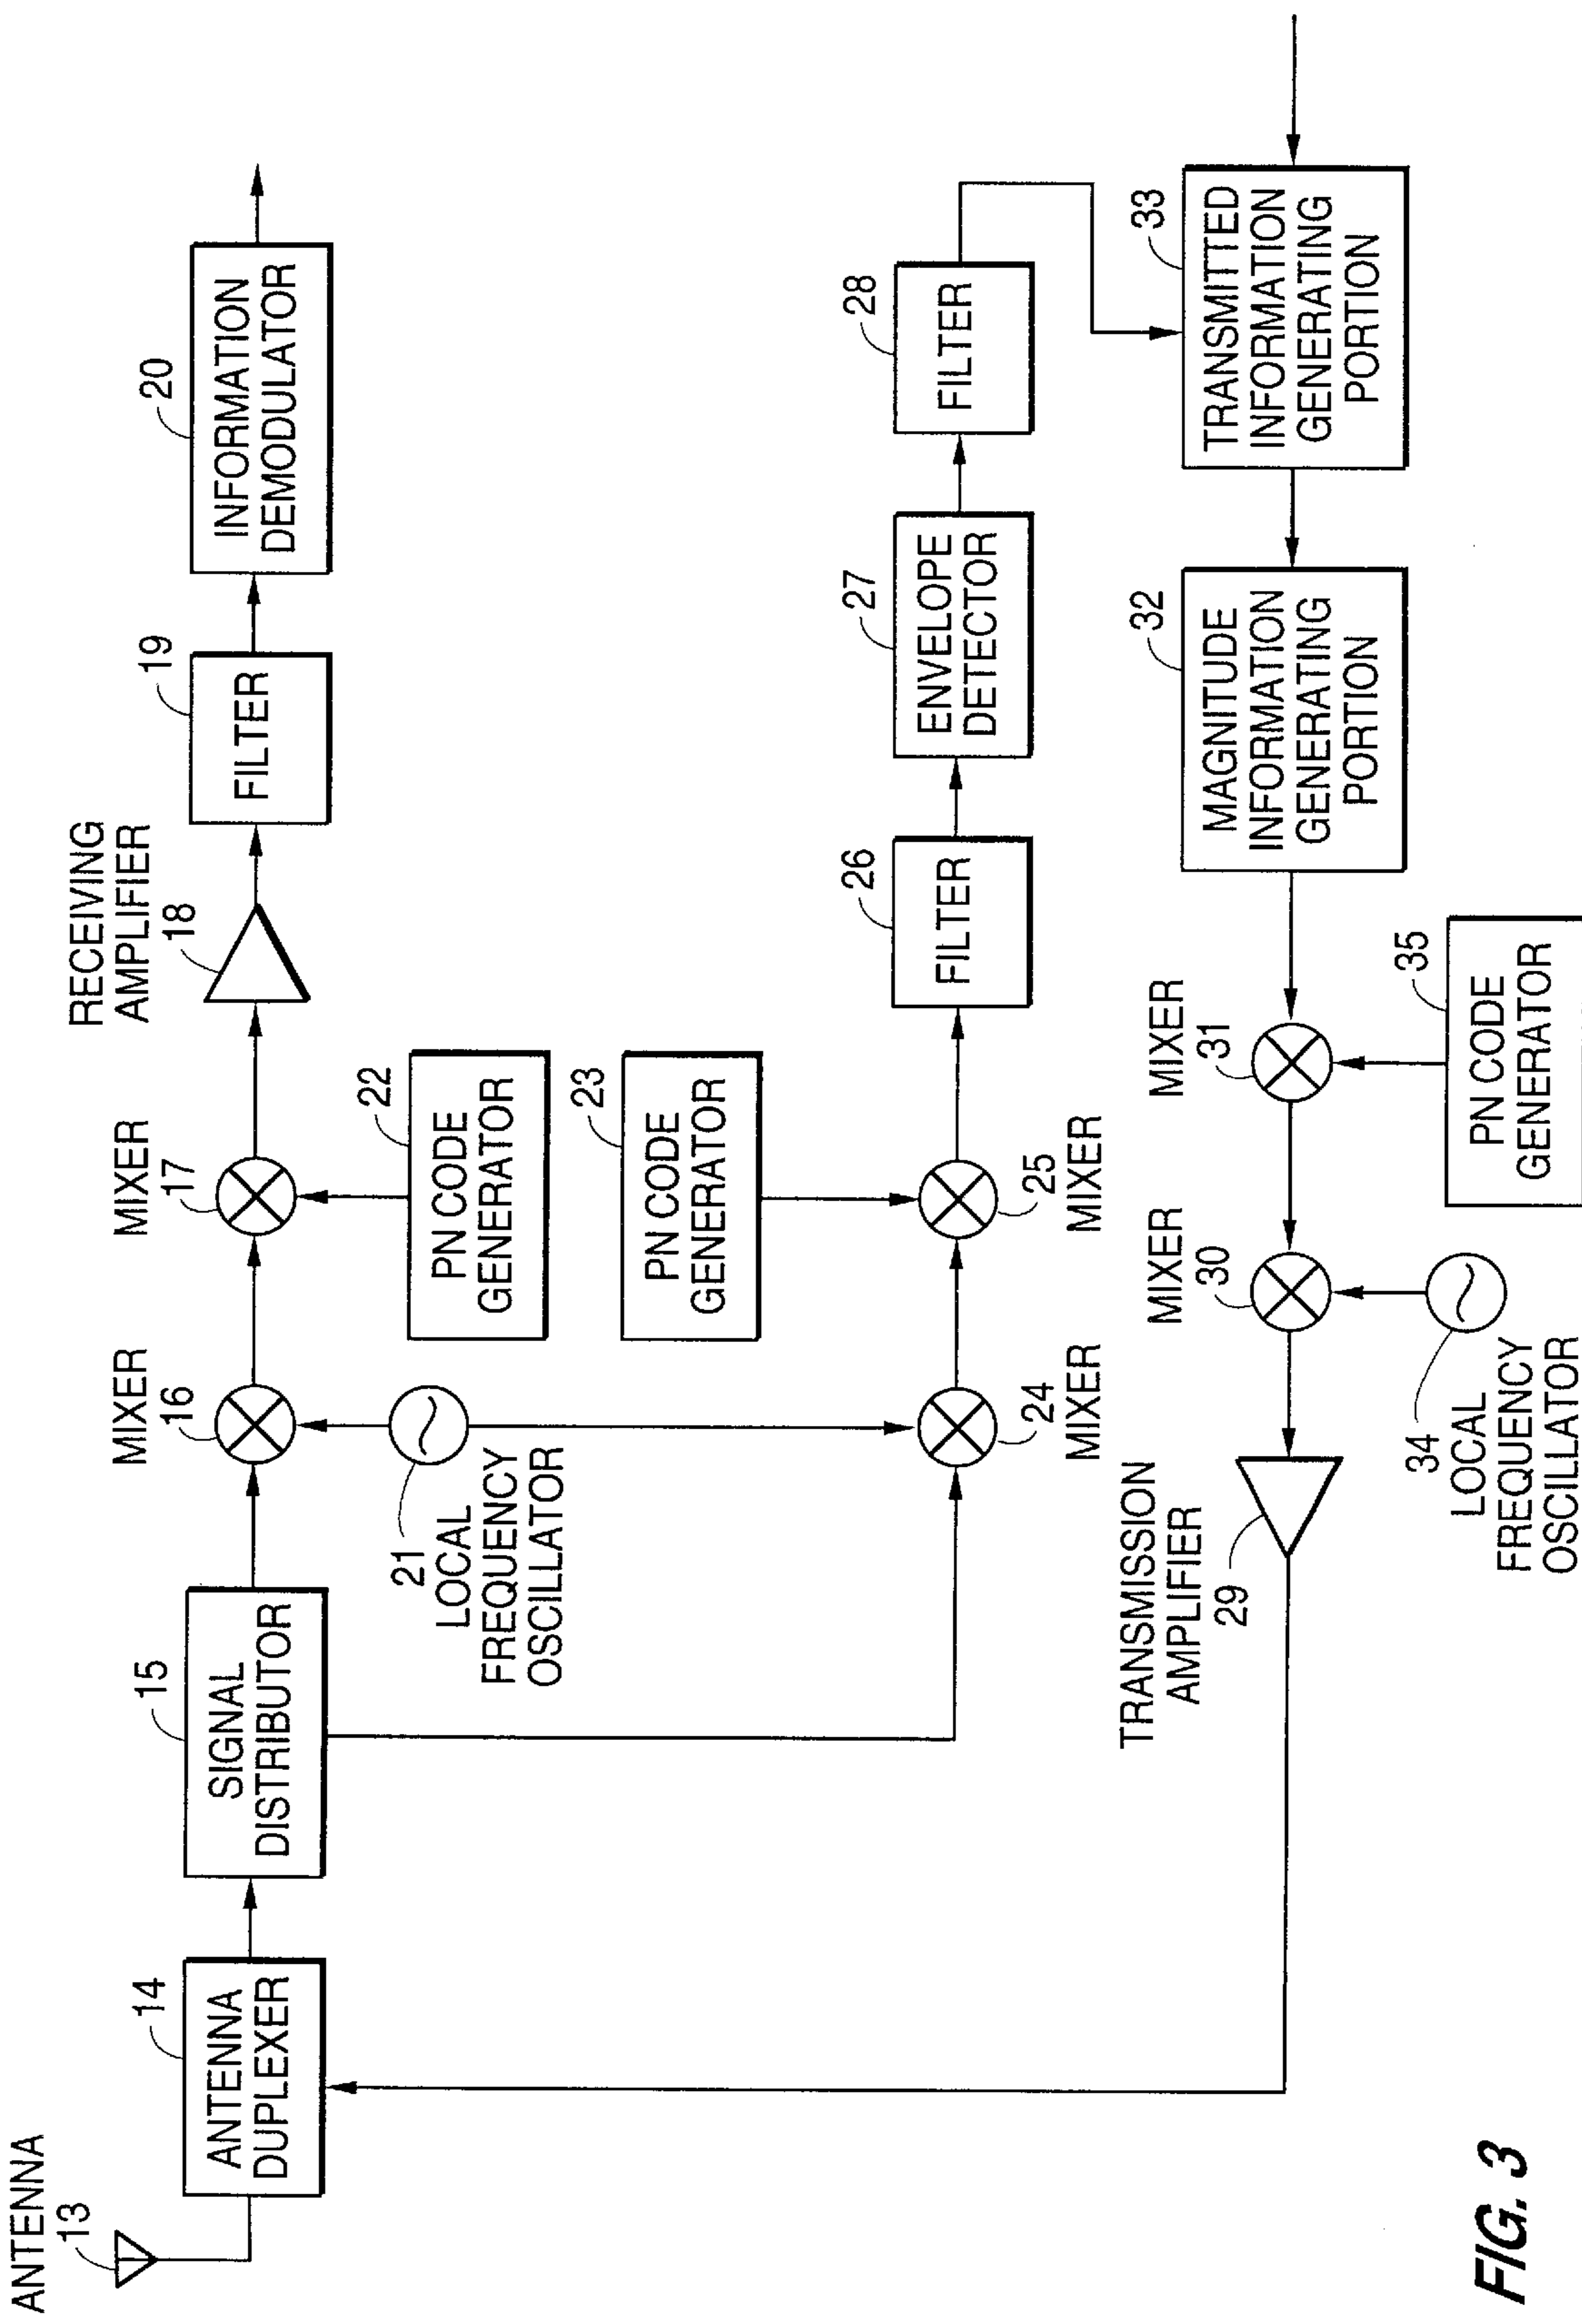 ANTENNA
13
14
ANTENNA
DUPLEXER
15
SIGNAL
DISTRIBUTOR
MIXER
16
MIXER
17
RECEIVING
AMPLIFIER
18
19
FILTER
20
INFORMATION
DEMODULATOR
21
LOCAL
FREQUENCY
OSCILLATOR
22
PN CODE
GENERATOR
23
PN CODE
GENERATOR
24
MIXER
25
MIXER
26
FILTER
27
ENVELOPE
DETECTOR
28
FILTER
TRANSMISSION
AMPLIFIER
29
MIXER
30
MIXER
31
32
MAGNITUDE
INFORMATION
GENERATING
PORTION
33
TRANSMITTED
INFORMATION
GENERATING
PORTION
34
LOCAL
FREQUENCY
OSCILLATOR
35
PN CODE
GENERATOR
FIG. 3